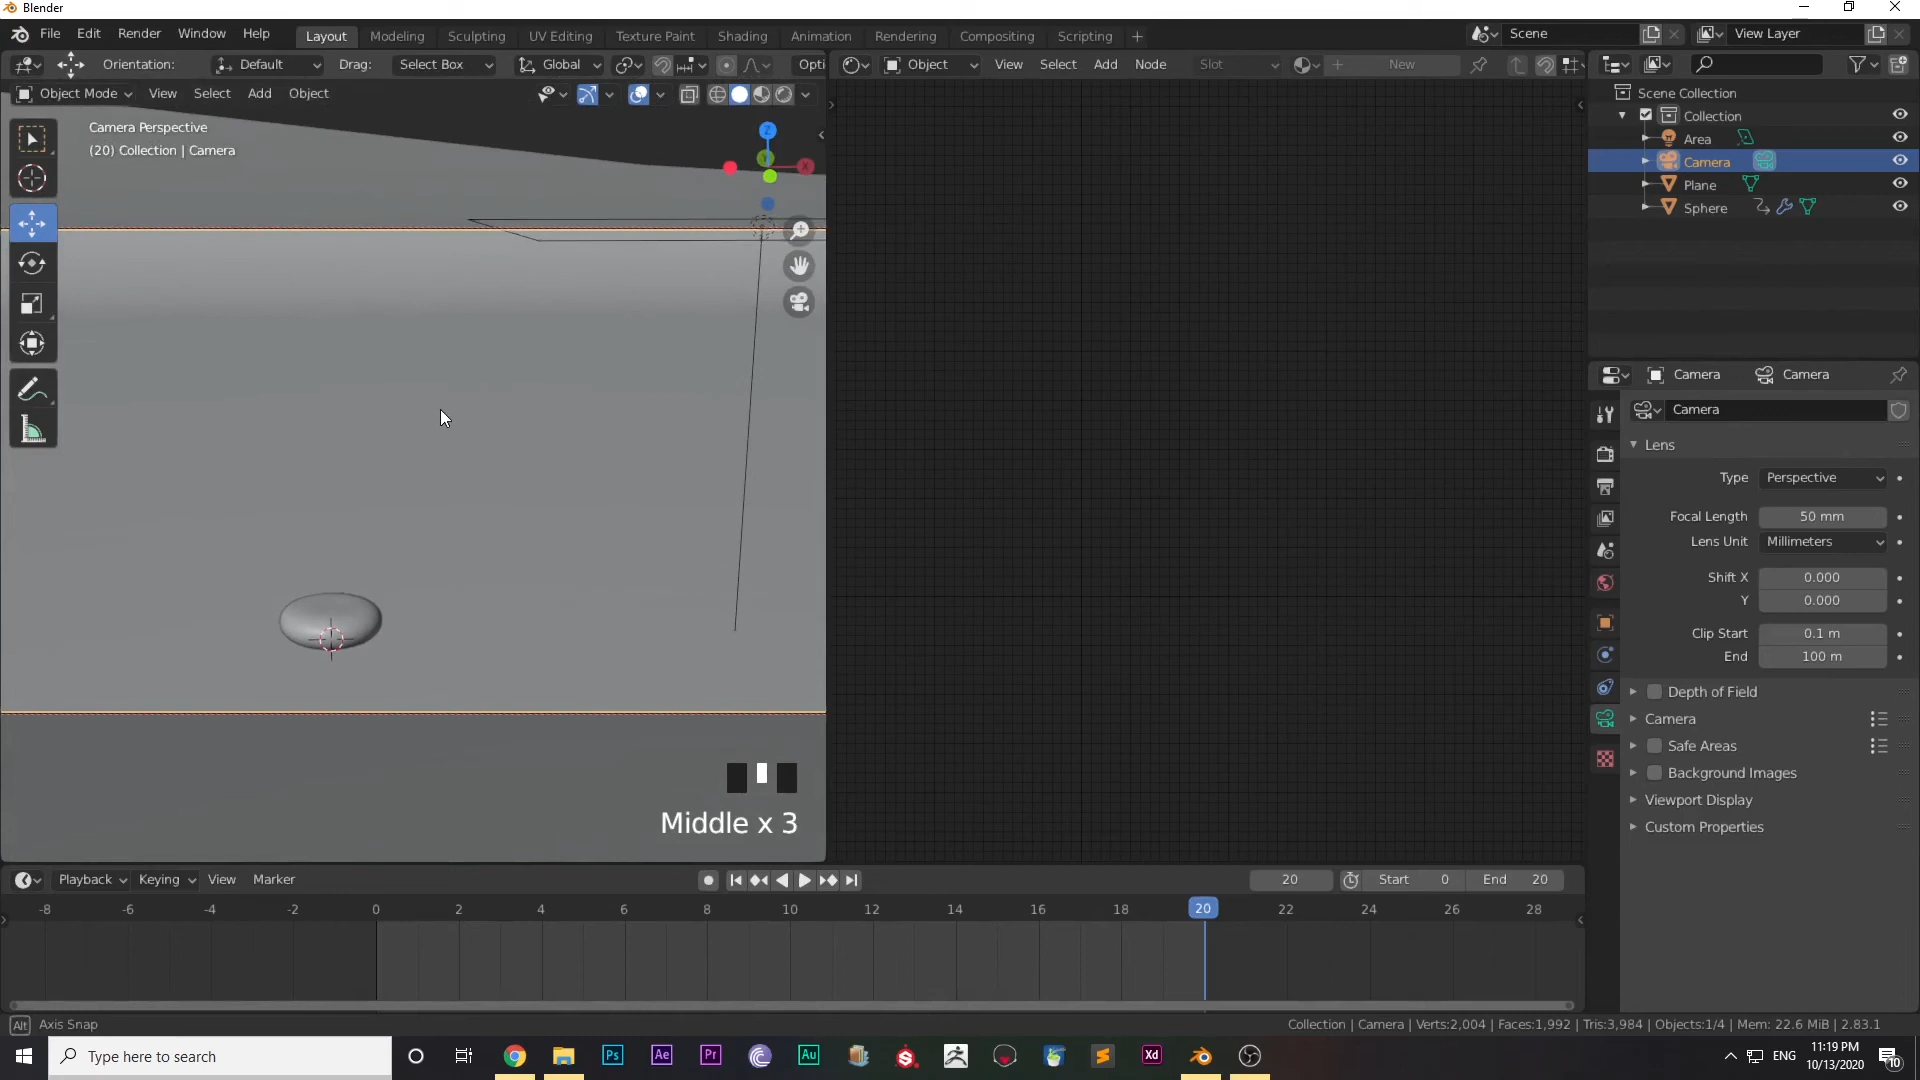 Blender
File Edit Render Window Help Layout Modeling Sculpting UV Editing Texture Paint Shading Animation Rendering Compositing Scripting + Scene View Layer
Orientation: Default Drag: Select Box Global Opti Object View Select Add Node Slot New
Object Mode View Select Add Object
Camera Perspective
(20) Collection | Camera
Z
Y
X
Middle x 3
Scene Collection
Collection
Area
Camera
Plane
Sphere
Camera Camera
Camera
Lens
Type Perspective
Focal Length 50 mm
Lens Unit Millimeters
Shift X 0.000
Y 0.000
Clip Start 0.1 m
End 100 m
Depth of Field
Camera
Safe Areas
Background Images
Viewport Display
Custom Properties
Playback Keying View Marker 20 Start 0 End 20
-8 -6 -4 -2 0 2 4 6 8 10 12 14 16 18 20 22 24 26 28
Alt Axis Snap Collection | Camera | Verts:2,004 | Faces:1,992 | Tris:3,984 | Objects:1/4 | Mem: 22.6 MiB | 2.83.1
Type here to search Ps Ae Pr Au Xd ENG 11:19 PM
10/13/2020 10